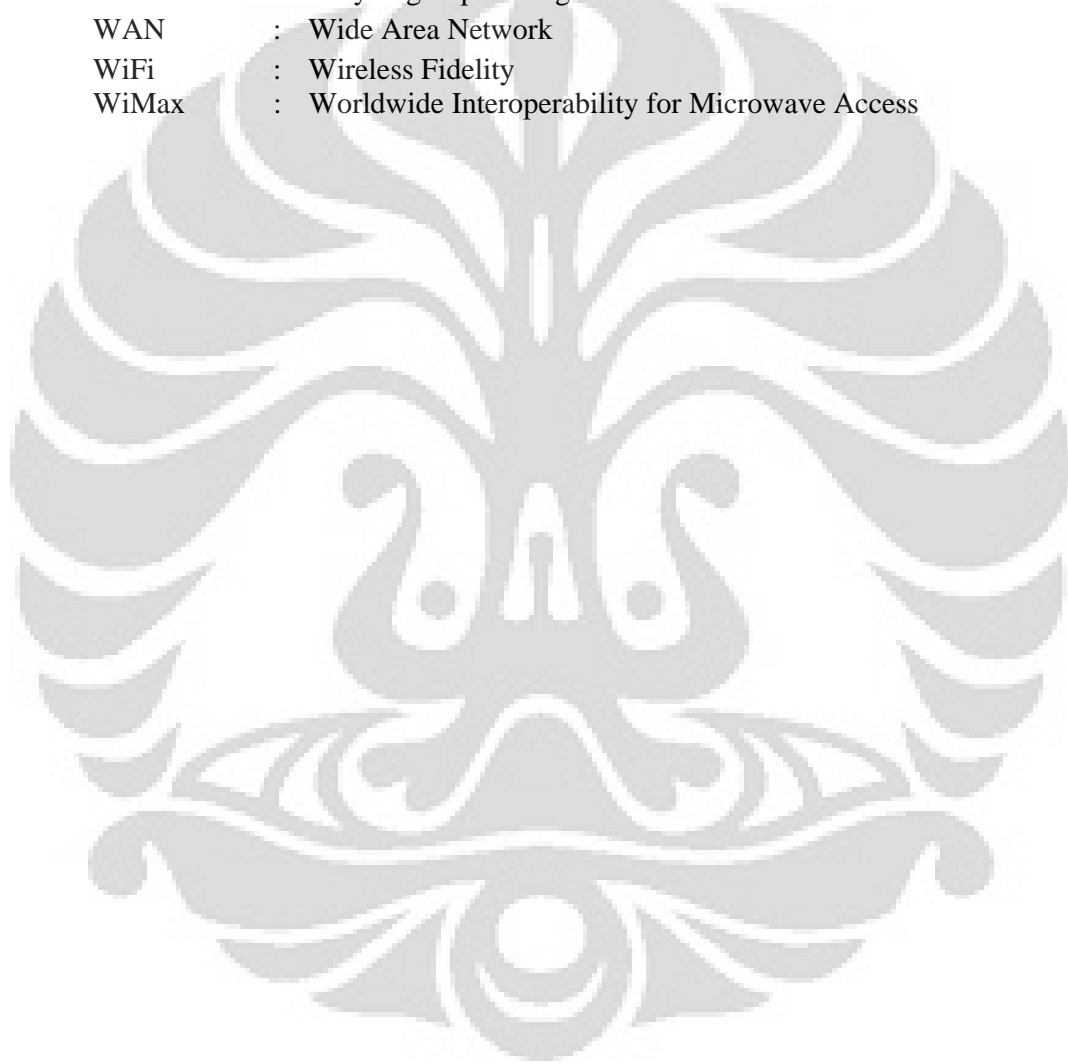 WAN : Wide Area Network
WiFi : Wireless Fidelity
WiMax : Worldwide Interoperability for Microwave Access